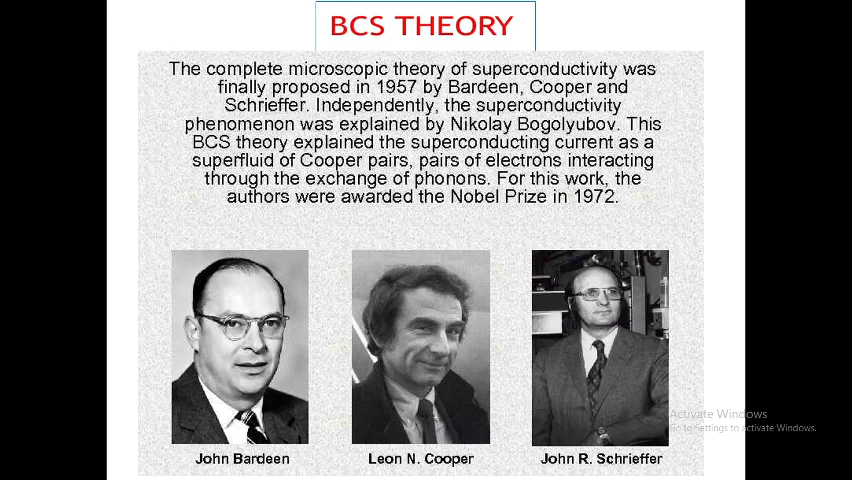 BCS THEORY
The complete microscopic theory of superconductivity was
finally proposed in 1957 by Bardeen, Cooper and
Schrieffer. Independently, the superconductivity
phenomenon was explained by Nikolay Bogolyubov. This
BCS theory explained the superconducting current as a
superfluid of Cooper pairs, pairs of electrons interacting
through the exchange of phonons. For this work, the
authors were awarded the Nobel Prize in 1972.
John Bardeen
Leon N. Cooper
John R. Schrieffer
Activate Windows
Go to Settings to activate Windows.